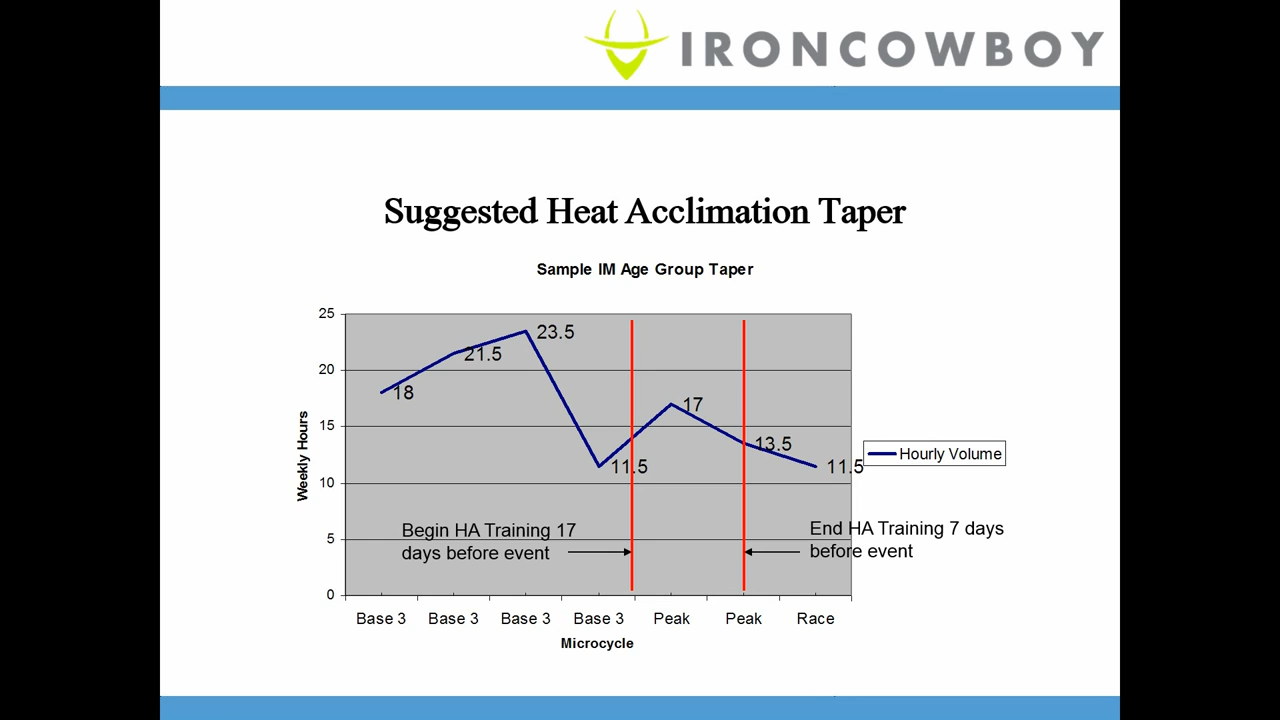 IRONCOWBOY
Suggested Heat Acclimation Taper
Sample IM Age Group Taper
25
20
15
10
5
0
Weekly Hours
18
21.5
23.5
11.5
17
13.5
11.5
Hourly Volume
Begin HA Training 17
days before event
End HA Training 7 days
before event
Base 3 Base 3 Base 3 Base 3 Peak Peak Race
Microcycle